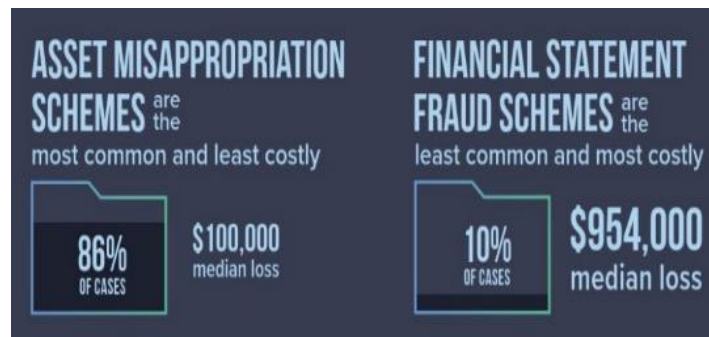 ASSET MISAPPROPRIATION
SCHEMES are the
most common and least costly
86%
OF CASES
$100,000
median loss
FINANCIAL STATEMENT
FRAUD SCHEMES are the
least common and most costly
10%
OF CASES
$954,000
median loss